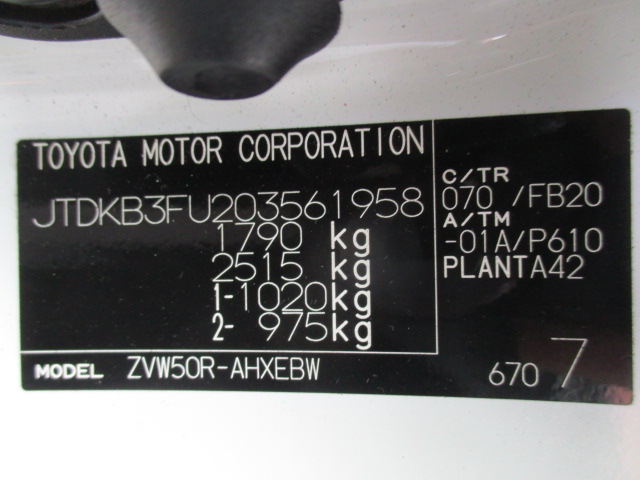 TOYOTA MOTOR CORPORATION
JTDKB3FU203561958
1790 kg
2515 kg
1-1020kg
2- 975kg
C/TR
070 /FB20
A/TM
-01A/P610
PLANTA42
MODEL ZVW50R-AHXEBW
670 7